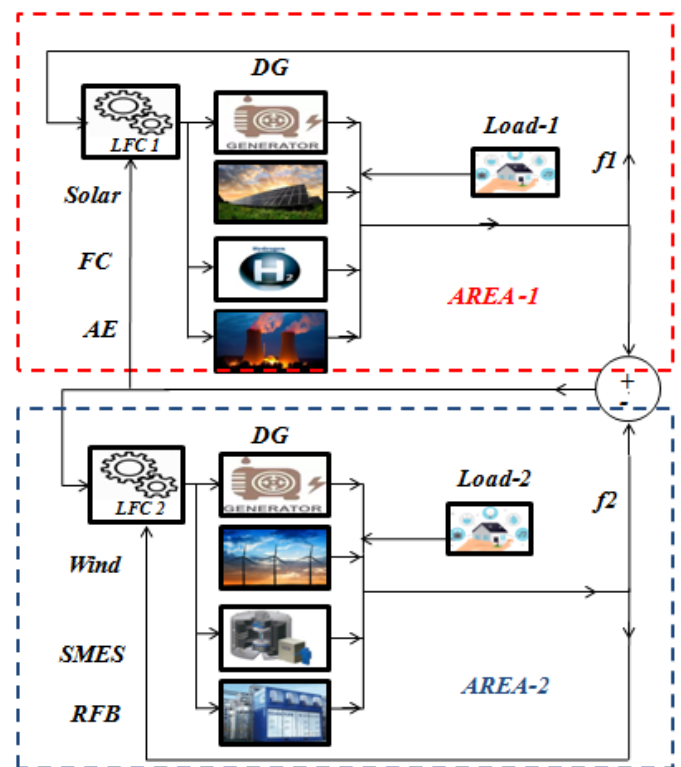 DG
LFC 1
GENERATOR
Load-1
f1
Solar
Hydrogen
H2
FC
AREA-1
AE
+
-
DG
LFC 2
GENERATOR
Load-2
f2
Wind
SMES
AREA-2
RFB